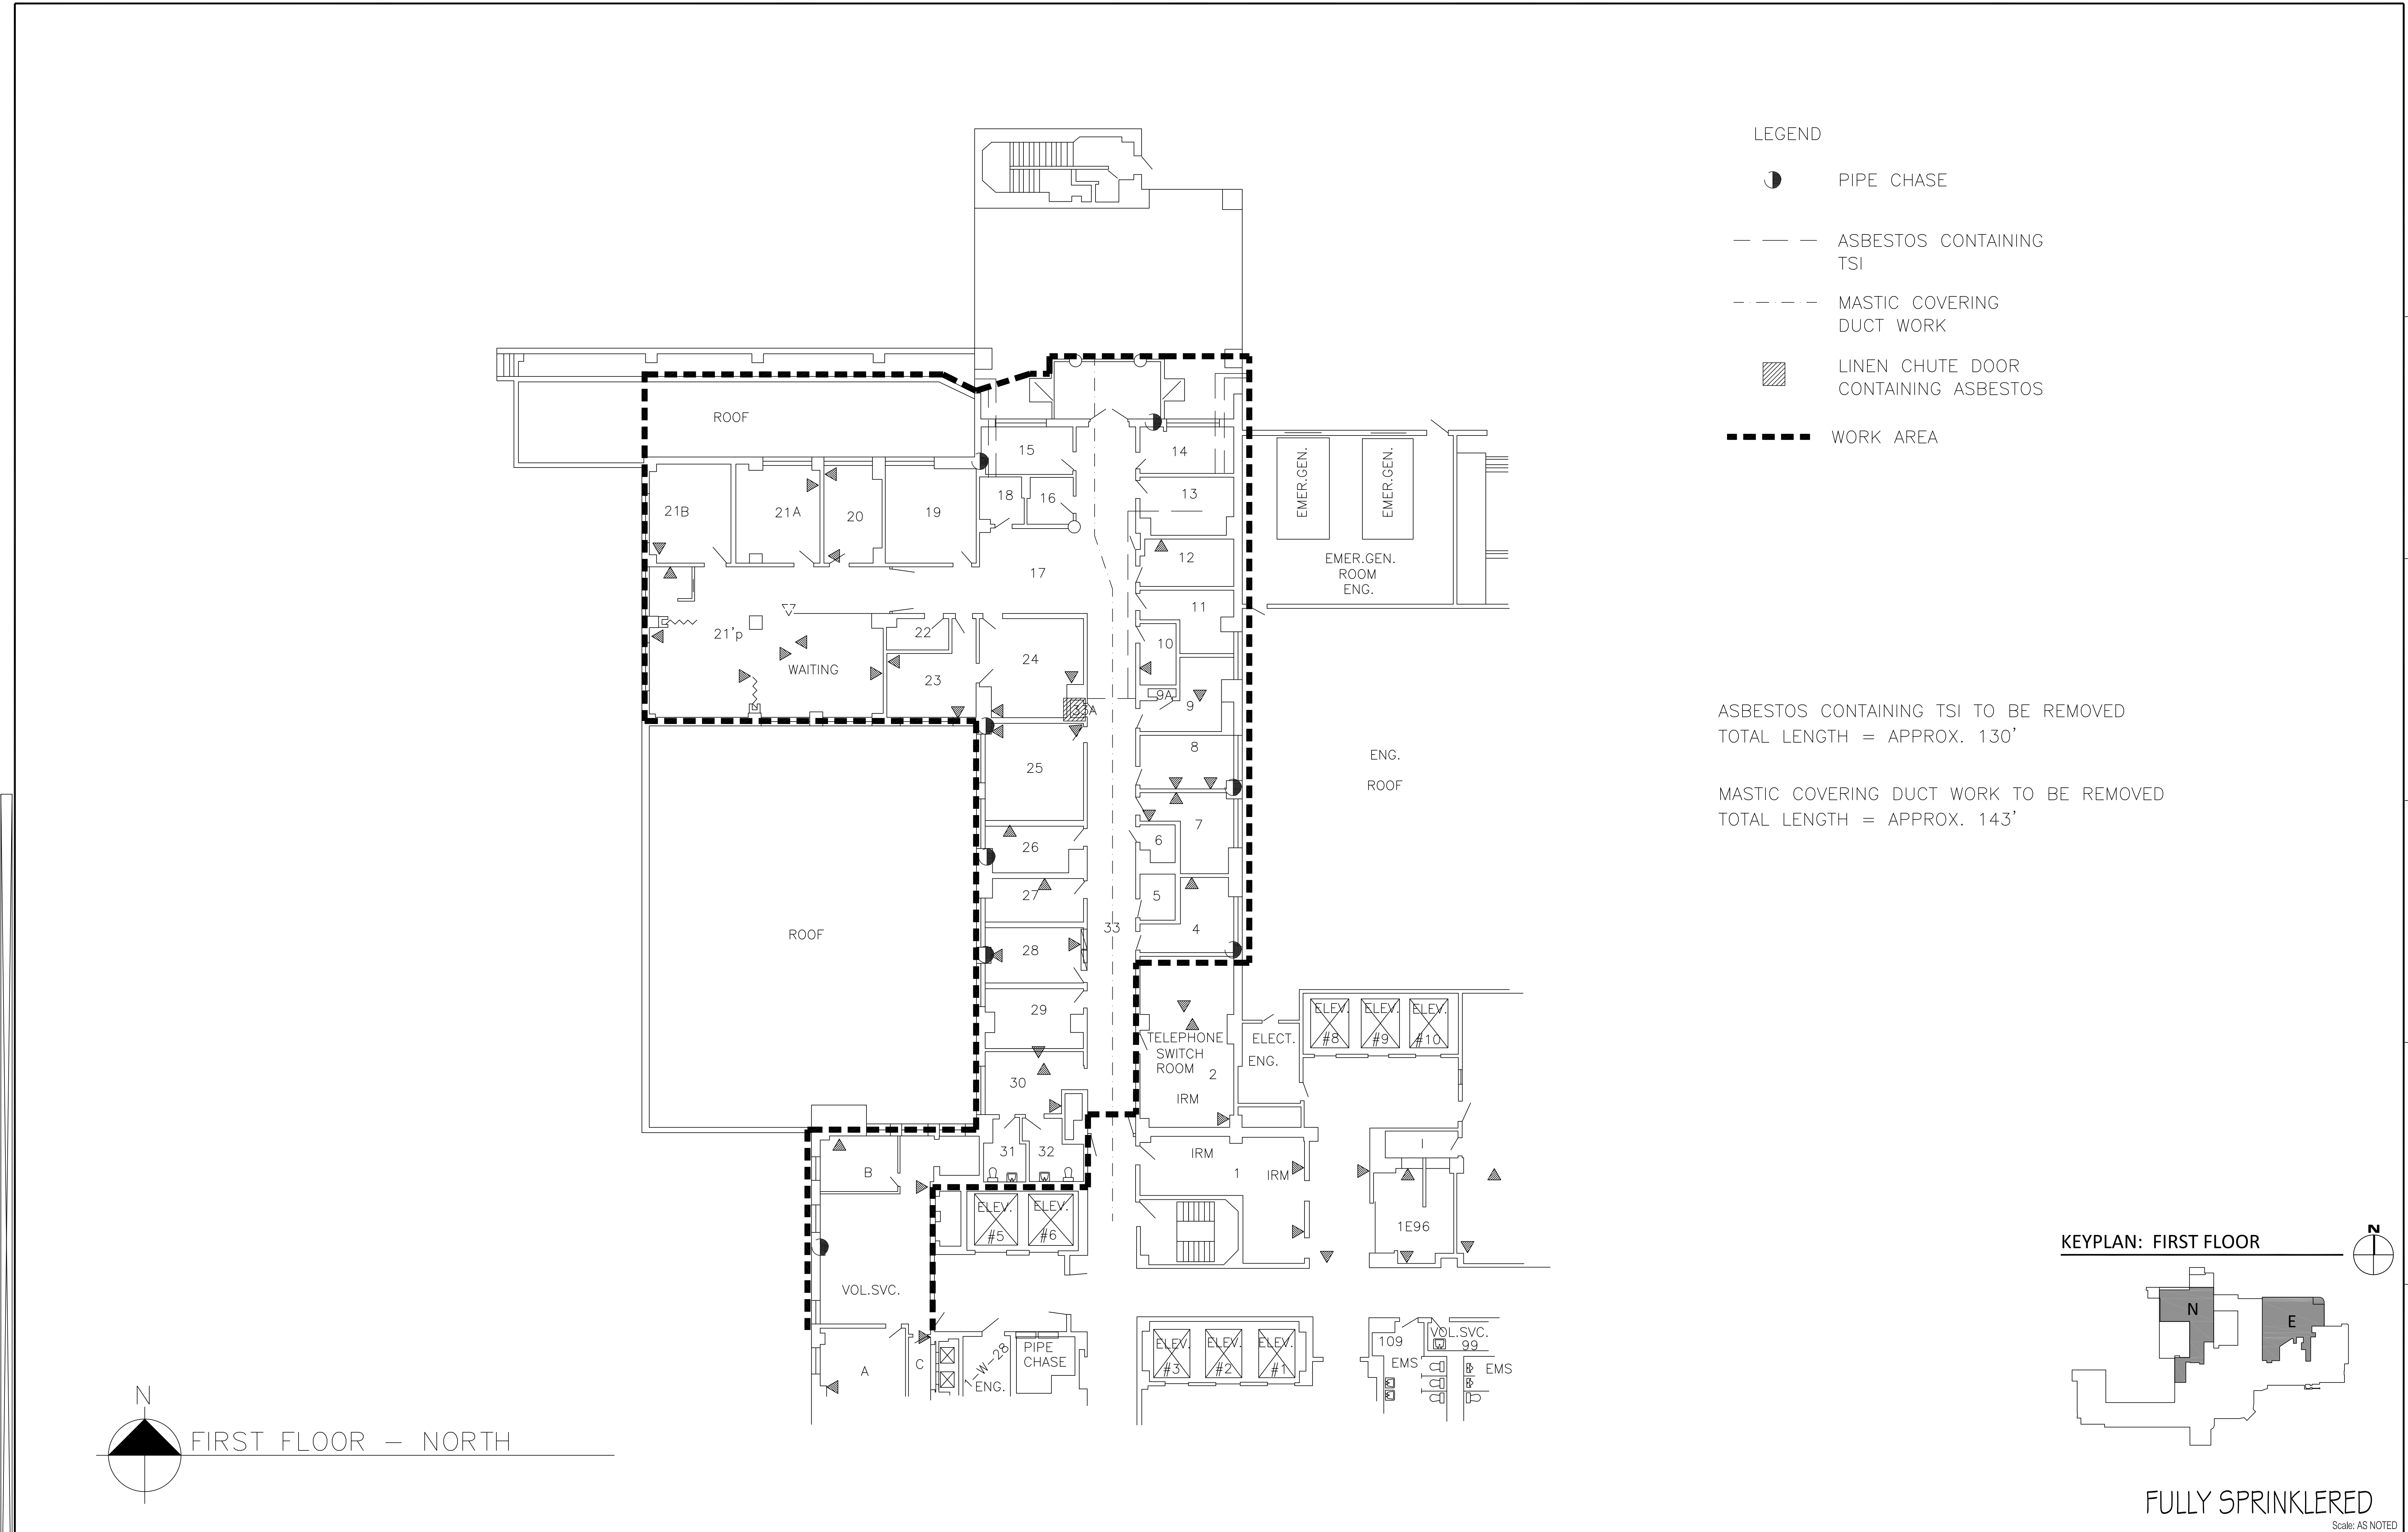 LEGEND
PIPE CHASE
ASBESTOS CONTAINING
TSI
MASTIC COVERING
DUCT WORK
LINEN CHUTE DOOR
CONTAINING ASBESTOS
WORK AREA
ASBESTOS CONTAINING TSI TO BE REMOVED
TOTAL LENGTH = APPROX. 130'
MASTIC COVERING DUCT WORK TO BE REMOVED
TOTAL LENGTH = APPROX. 143'
ROOF
15
14
EMER.GEN.
EMER.GEN.
21B
21A
20
19
18
16
13
12
EMER.GEN.
ROOM
ENG.
17
11
21'p
WAITING
22
23
24
10
9A
9
33A
8
25
ENG.
ROOF
7
6
26
27
5
4
33
28
ROOF
29
30
TELEPHONE
SWITCH
ROOM
2
IRM
ELECT.
ENG.
ELEV.
#8
ELEV.
#9
ELEV.
#10
31
32
B
IRM
1
IRM
ELEV.
#5
ELEV.
#6
1E96
VOL.SVC.
A
C
1-W-28
ENG.
PIPE
CHASE
ELEV.
#3
ELEV.
#2
ELEV.
#1
109
VOL.SVC.
99
EMS
EMS
N
FIRST FLOOR - NORTH
KEYPLAN: FIRST FLOOR
N
N
E
FULLY SPRINKLERED
Scale: AS NOTED